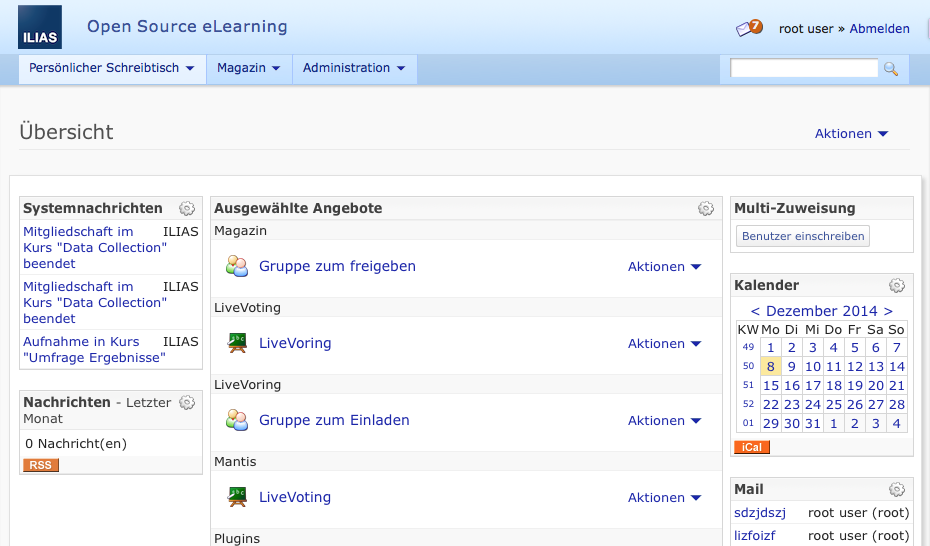 ILIAS
Open Source eLearning
7
root user » Abmelden
Persönlicher Schreibtisch
Magazin
Administration
Übersicht
Aktionen
Systemnachrichten
Mitgliedschaft im ILIAS
Kurs "Data Collection"
beendet
Mitgliedschaft im ILIAS
Kurs "Data Collection"
beendet
Aufnahme in Kurs ILIAS
"Umfrage Ergebnisse"
Nachrichten - Letzter
Monat
0 Nachricht(en)
RSS
Ausgewählte Angebote
Magazin
Gruppe zum freigeben Aktionen
LiveVoting
LiveVoring Aktionen
LiveVoring
Gruppe zum Einladen Aktionen
Mantis
LiveVoting Aktionen
Plugins
Multi-Zuweisung
Benutzer einschreiben
Kalender
< Dezember 2014 >
KW Mo Di Mi Do Fr Sa So
49 1 2 3 4 5 6 7
50 8 9 10 11 12 13 14
51 15 16 17 18 19 20 21
52 22 23 24 25 26 27 28
01 29 30 31 1 2 3 4
iCal
Mail
sdzjdszj root user (root)
lizfoizf root user (root)